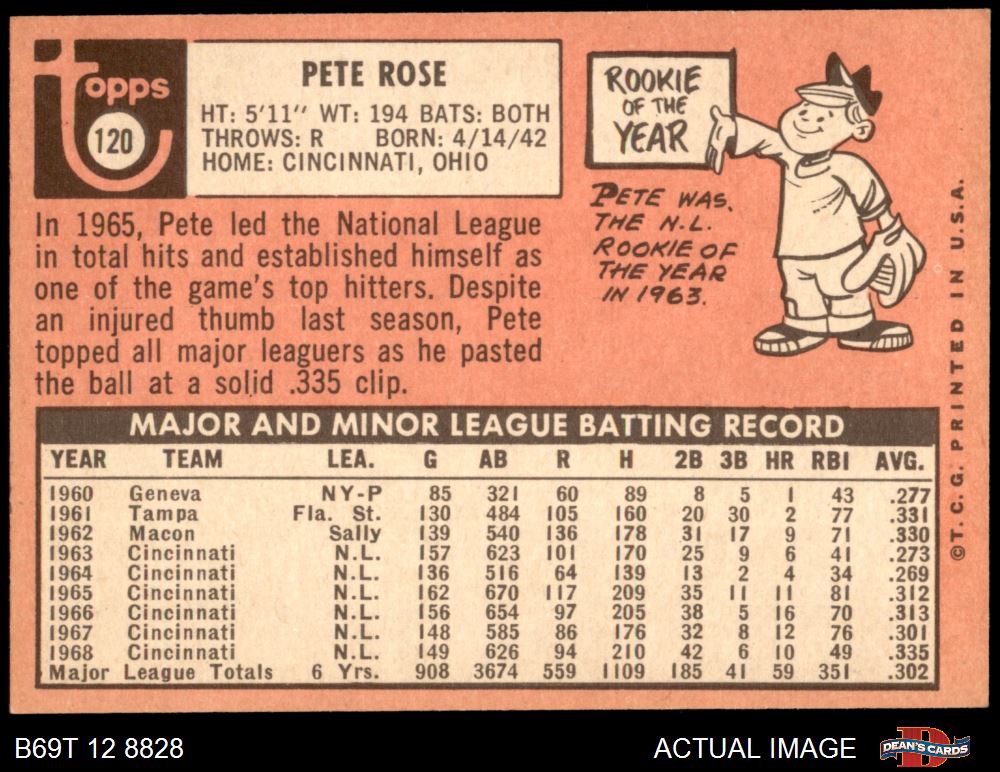 Topps
120
PETE ROSE
HT: 5'11" WT: 194 BATS: BOTH
THROWS: R BORN: 4/14/42
HOME: CINCINNATI, OHIO
ROOKIE
OF THE
YEAR
PETE WAS.
THE N.L.
ROOKIE OF
THE YEAR
IN 1963.
In 1965, Pete led the National League
in total hits and established himself as
one of the game's top hitters. Despite
an injured thumb last season, Pete
topped all major leaguers as he pasted
the ball at a solid .335 clip.
MAJOR AND MINOR LEAGUE BATTING RECORD
YEAR TEAM LEA. G AB R H 2B 3B HR RBI AVG.
1960 Geneva NY-P 85 321 60 89 8 5 1 43 .277
1961 Tampa Fla. St. 130 484 105 160 20 30 2 77 .331
1962 Macon Sally 139 540 136 178 31 17 9 71 .330
1963 Cincinnati N.L. 157 623 101 170 25 9 6 41 .273
1964 Cincinnati N.L. 136 516 64 139 13 2 4 34 .269
1965 Cincinnati N.L. 162 670 117 209 35 11 11 81 .312
1966 Cincinnati N.L. 156 654 97 205 38 5 16 70 .313
1967 Cincinnati N.L. 148 585 86 176 32 8 12 76 .301
1968 Cincinnati N.L. 149 626 94 210 42 6 10 49 .335
Major League Totals 6 Yrs. 908 3674 559 1109 185 41 59 351 .302
© T. C. G. PRINTED IN U.S.A.
B69T 12 8828
ACTUAL IMAGE
D
DEAN'S CARDS